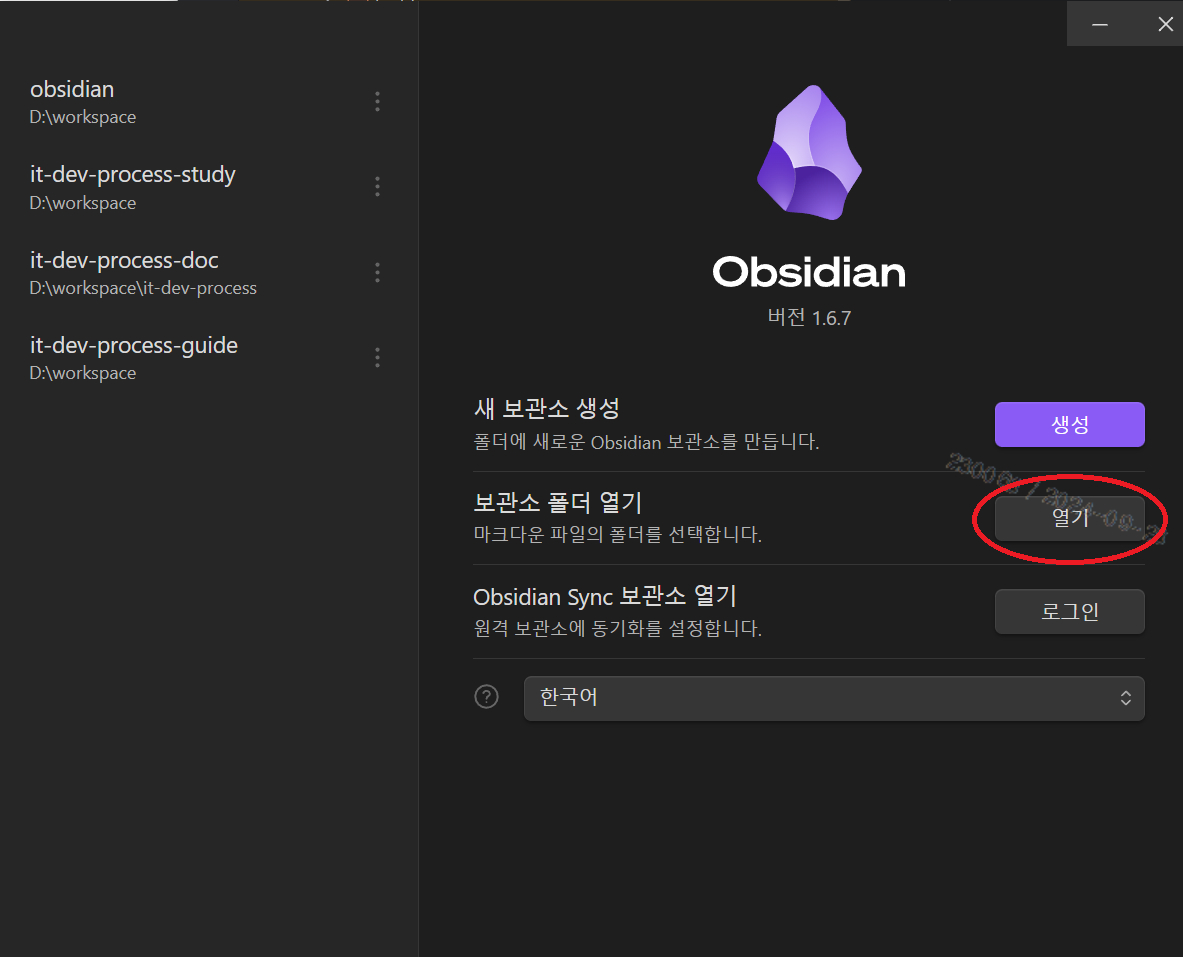 obsidian
D:\workspace
it-dev-process-study
D:\workspace
it-dev-process-doc
D:\workspace\it-dev-process
it-dev-process-guide
D:\workspace
Obsidian
버전 1.6.7
새 보관소 생성
폴더에 새로운 Obsidian 보관소를 만듭니다.
생성
보관소 폴더 열기
마크다운 파일의 폴더를 선택합니다.
열기
Obsidian Sync 보관소 열기
원격 보관소에 동기화를 설정합니다.
로그인
?
한국어